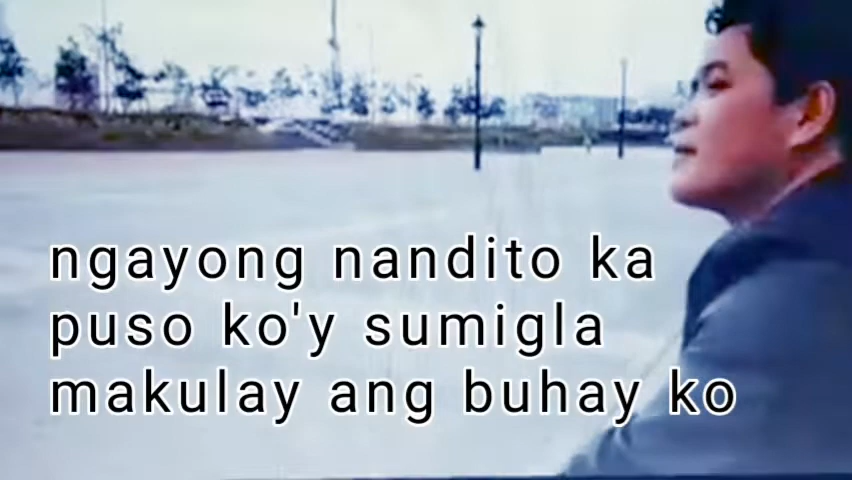 ngayong nandito ka
puso ko'y sumigla
makulay ang buhay ko